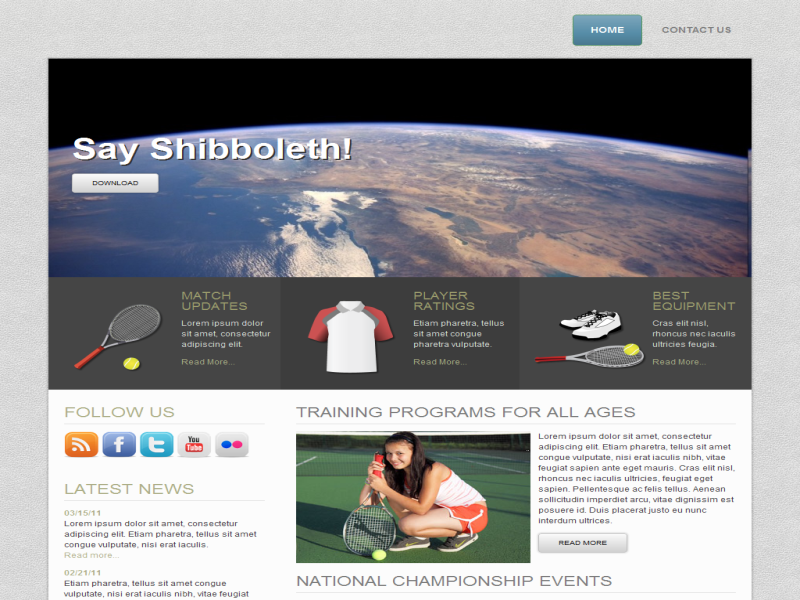 HOME
CONTACT US
Say Shibboleth!
DOWNLOAD
MATCH
UPDATES
Lorem ipsum dolor
sit amet, consectetur
adipiscing elit.
Read More...
PLAYER
RATINGS
Etiam pharetra, tellus
sit amet congue
pharetra vulputate.
Read More...
BEST
EQUIPMENT
Cras elit nisl,
rhoncus nec iaculis
ultricies feugia.
Read More...
FOLLOW US
You
Tube
LATEST NEWS
03/15/11
Lorem ipsum dolor sit amet, consectetur
adipiscing elit. Etiam pharetra, tellus sit amet
congue vulputate, nisi erat iaculis.
Read more...
02/21/11
Etiam pharetra, tellus sit amet congue
vulputate, nisi erat iaculis nibh, vitae feugiat
TRAINING PROGRAMS FOR ALL AGES
Lorem ipsum dolor sit amet, consectetur
adipiscing elit. Etiam pharetra, tellus sit amet
congue vulputate, nisi erat iaculis nibh, vitae
feugiat sapien ante eget mauris. Cras elit nisl,
rhoncus nec iaculis ultricies, feugiat eget
sapien. Pellentesque ac felis tellus. Aenean
sollicitudin imperdiet arcu, vitae dignissim est
posuere id. Duis placerat justo eu nunc
interdum ultrices.
READ MORE
NATIONAL CHAMPIONSHIP EVENTS